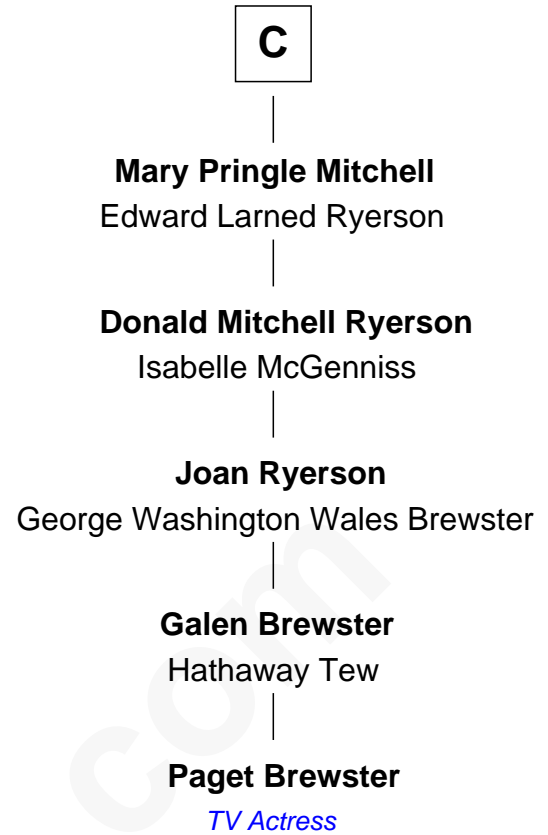 C
Mary Pringle Mitchell
Edward Larned Ryerson
Donald Mitchell Ryerson
Isabelle McGenniss
Joan Ryerson
George Washington Wales Brewster
Galen Brewster
Hathaway Tew
Paget Brewster
TV Actress
com